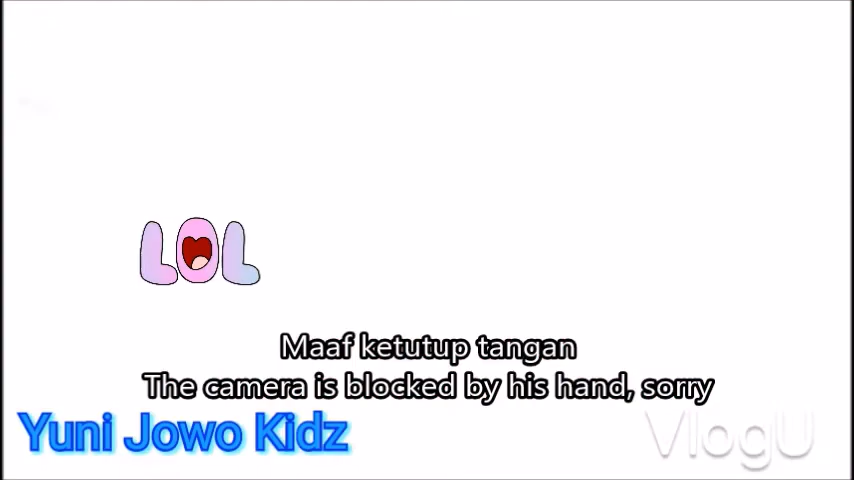 LOL
Maaf ketutup tangan
The camera is blocked by his hand, sorry
Yuni Jowo Kidz
VlogU